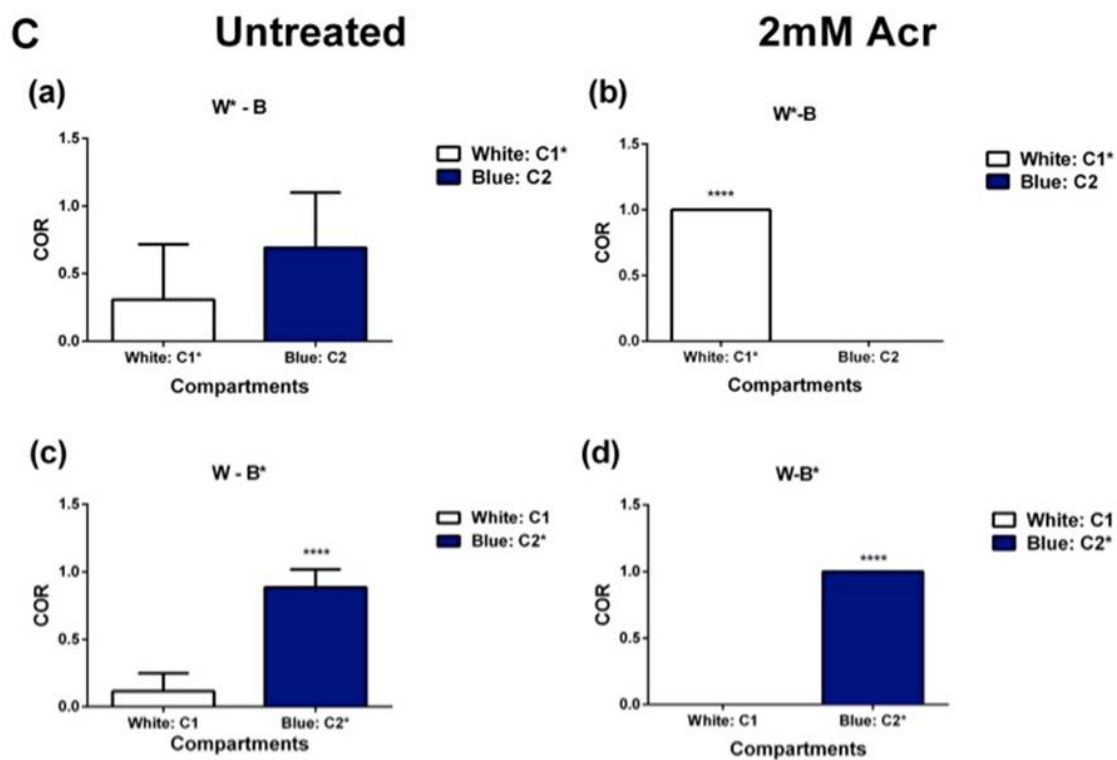 C
Untreated
2mM Acr
(a)
W* - B
1.5
1.0
0.5
0.0
COR
White: C1*
Blue: C2
Compartments
White: C1*
Blue: C2
(b)
W*-B
1.5
1.0
0.5
0.0
COR
****
White: C1*
Blue: C2
Compartments
White: C1*
Blue: C2
(c)
W - B*
1.5
1.0
0.5
0.0
COR
****
White: C1
Blue: C2*
Compartments
White: C1
Blue: C2*
(d)
W-B*
1.5
1.0
0.5
0.0
COR
****
White: C1
Blue: C2*
Compartments
White: C1
Blue: C2*